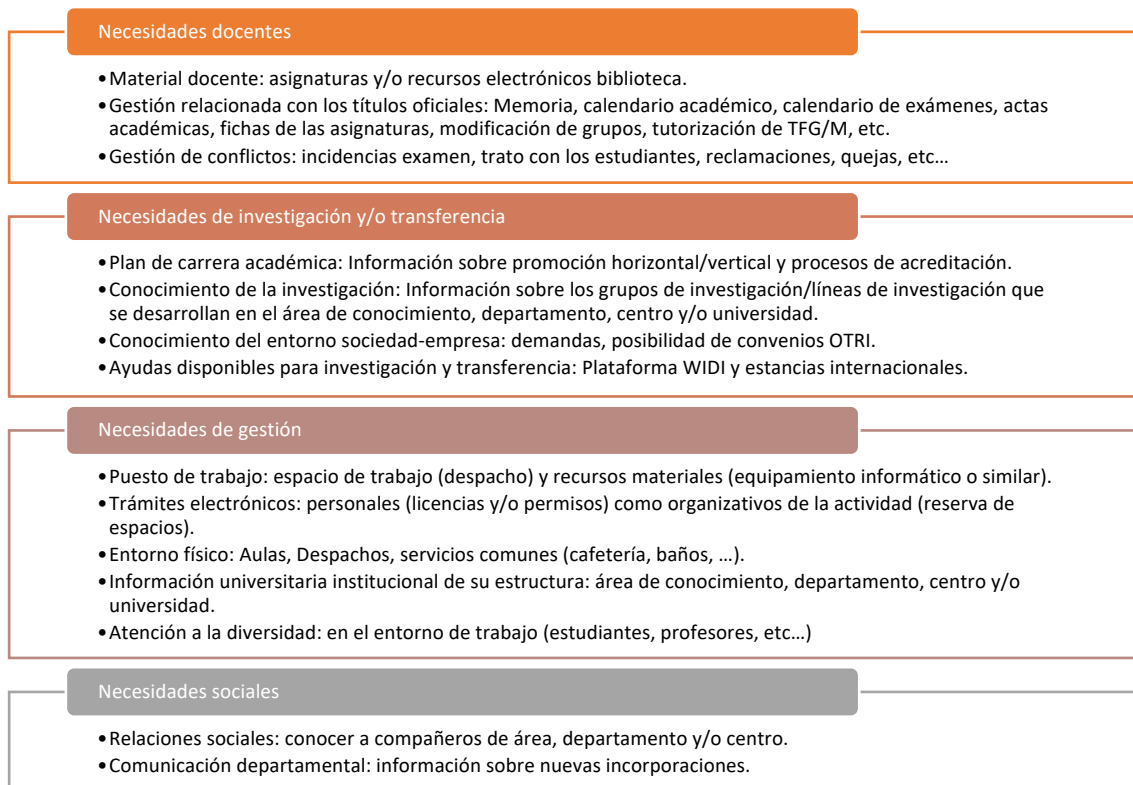 Necesidades docentes
•Material docente: asignaturas y/o recursos electrónicos biblioteca.
•Gestión relacionada con los títulos oficiales: Memoria, calendario académico, calendario de exámenes, actas
académicas, fichas de las asignaturas, modificación de grupos, tutorización de TFG/M, etc.
•Gestión de conflictos: incidencias examen, trato con los estudiantes, reclamaciones, quejas, etc…
Necesidades de investigación y/o transferencia
•Plan de carrera académica: Información sobre promoción horizontal/vertical y procesos de acreditación.
•Conocimiento de la investigación: Información sobre los grupos de investigación/líneas de investigación que
se desarrollan en el área de conocimiento, departamento, centro y/o universidad.
•Conocimiento del entorno sociedad-empresa: demandas, posibilidad de convenios OTRI.
•Ayudas disponibles para investigación y transferencia: Plataforma WIDI y estancias internacionales.
Necesidades de gestión
•Puesto de trabajo: espacio de trabajo (despacho) y recursos materiales (equipamiento informático o similar).
•Trámites electrónicos: personales (licencias y/o permisos) como organizativos de la actividad (reserva de
espacios).
•Entorno físico: Aulas, Despachos, servicios comunes (cafetería, baños, …).
•Información universitaria institucional de su estructura: área de conocimiento, departamento, centro y/o
universidad.
•Atención a la diversidad: en el entorno de trabajo (estudiantes, profesores, etc…)
Necesidades sociales
•Relaciones sociales: conocer a compañeros de área, departamento y/o centro.
•Comunicación departamental: información sobre nuevas incorporaciones.